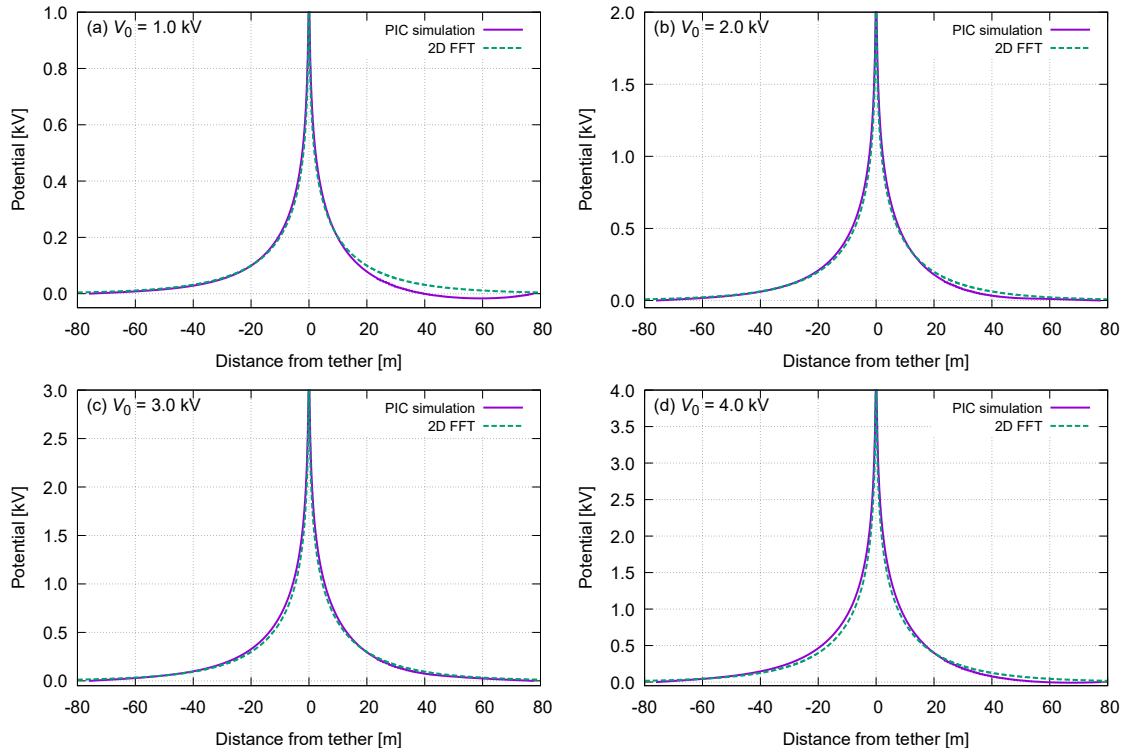 (a) V0 = 1.0 kV
PIC simulation
2D FFT
Potential [kV]
1.0
0.8
0.6
0.4
0.2
0.0
-80 -60 -40 -20 0 20 40 60 80
Distance from tether [m]
(b) V0 = 2.0 kV
PIC simulation
2D FFT
Potential [kV]
2.0
1.5
1.0
0.5
0.0
-80 -60 -40 -20 0 20 40 60 80
Distance from tether [m]
(c) V0 = 3.0 kV
PIC simulation
2D FFT
Potential [kV]
3.0
2.5
2.0
1.5
1.0
0.5
0.0
-80 -60 -40 -20 0 20 40 60 80
Distance from tether [m]
(d) V0 = 4.0 kV
PIC simulation
2D FFT
Potential [kV]
4.0
3.5
3.0
2.5
2.0
1.5
1.0
0.5
0.0
-80 -60 -40 -20 0 20 40 60 80
Distance from tether [m]